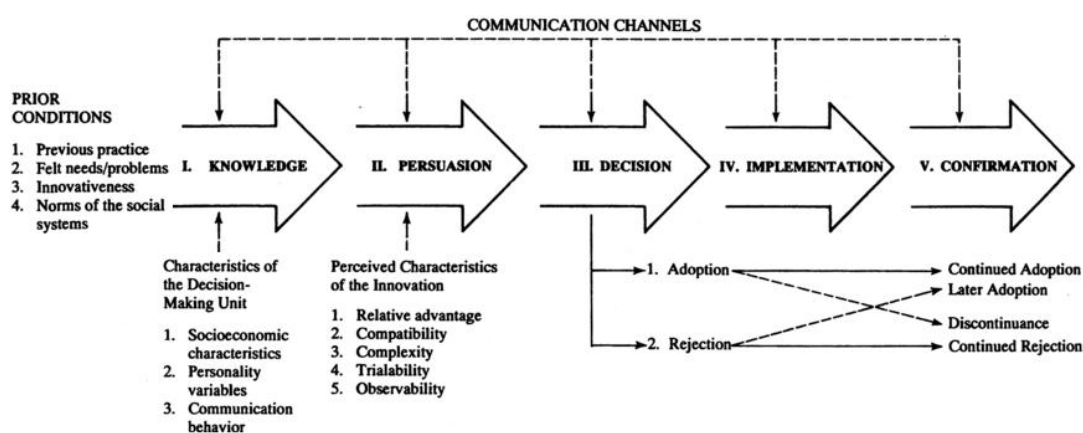 COMMUNICATION CHANNELS
PRIOR
CONDITIONS
1. Previous practice
2. Felt needs/problems
3. Innovativeness
4. Norms of the social
systems
I. KNOWLEDGE
II. PERSUASION
III. DECISION
IV. IMPLEMENTATION
V. CONFIRMATION
Characteristics of
the Decision-
Making Unit
1. Socioeconomic
characteristics
2. Personality
variables
3. Communication
behavior
Perceived Characteristics
of the Innovation
1. Relative advantage
2. Compatibility
3. Complexity
4. Trialability
5. Observability
1. Adoption
2. Rejection
Continued Adoption
Later Adoption
Discontinuance
Continued Rejection